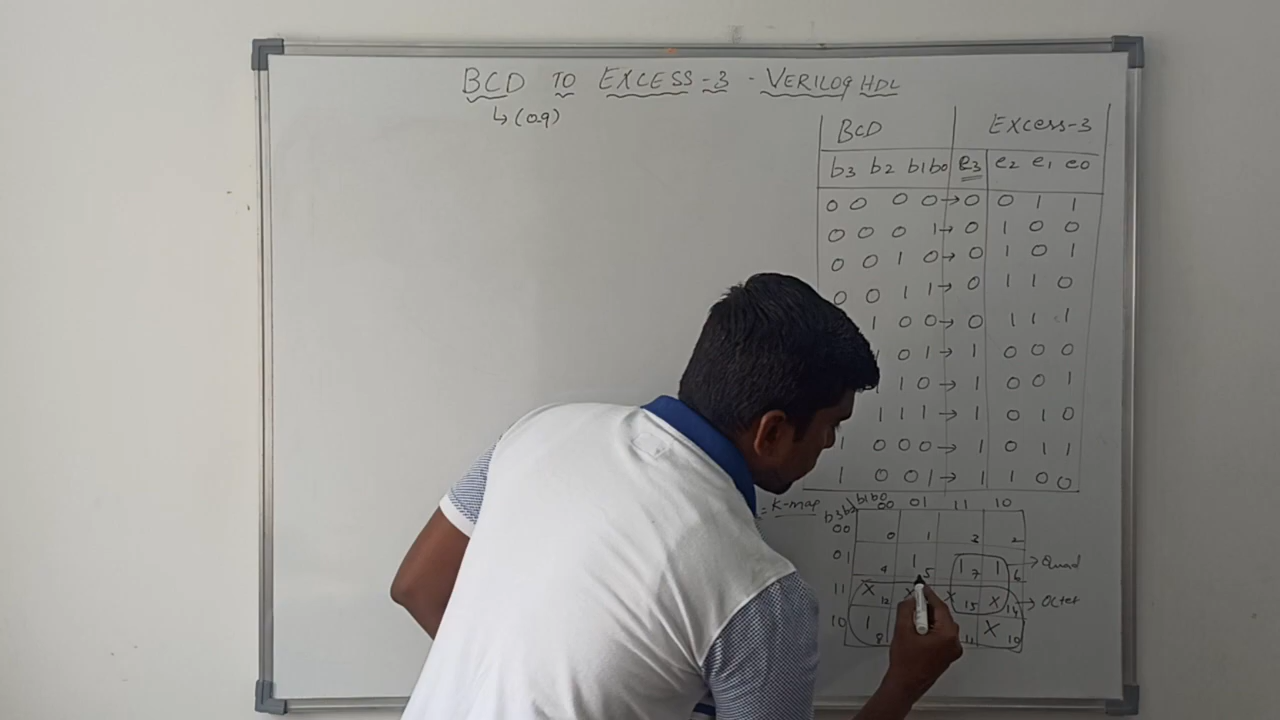 BCD TO EXCESS-3 - VERILOG HDL
↳ (0-9)
BCD Excess-3
b3 b2 b1 b0 e3 e2 e1 e0
0 0 0 0 → 0 0 1 1
0 0 0 1 → 0 1 0 0
0 0 1 0 → 0 1 0 1
0 0 1 1 → 0 1 1 0
1 0 0 → 0 1 1 1
1 0 1 → 1 0 0 0
1 1 0 → 1 0 0 1
1 1 1 → 1 0 1 0
1 0 0 0 → 1 0 1 1
1 0 0 1 → 1 1 0 0
= K-map
b3b2 b1b0 00 01 11 10
00 0 1 3 2
01 4 1 5 1 7 1 6 → Quad
11 X 12 X X 15 X 14 → Octet
10 1 8 11 X 10